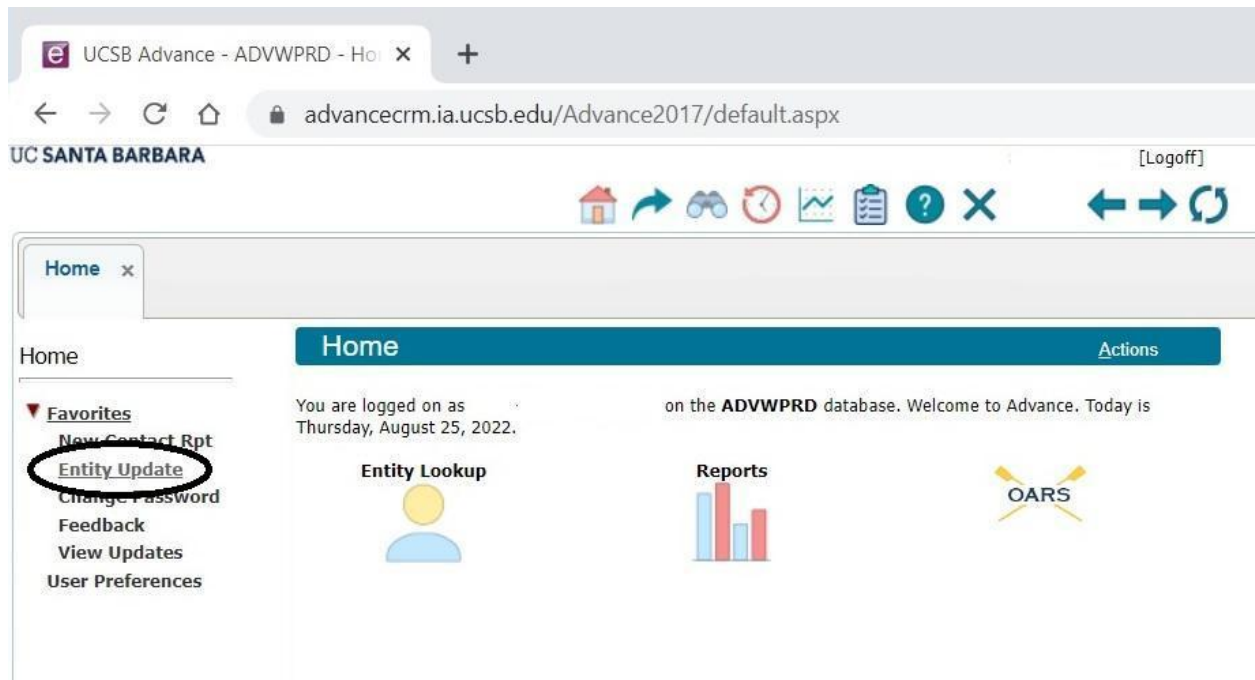 UCSB Advance - ADVWPRD - Ho
advancecrm.ia.ucsb.edu/Advance2017/default.aspx
UC SANTA BARBARA
[Logoff]
Home
Home
Favorites
New Contact Rpt
Entity Update
Change Password
Feedback
View Updates
User Preferences
Home
Actions
You are logged on as on the ADVWPRD database. Welcome to Advance. Today is
Thursday, August 25, 2022.
Entity Lookup
Reports
OARS